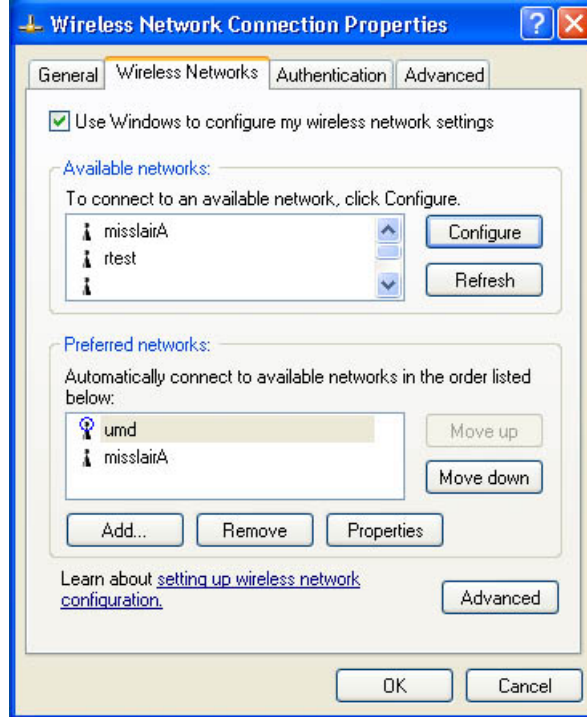 Wireless Network Connection Properties
General Wireless Networks Authentication Advanced
Use Windows to configure my wireless network settings
Available networks:
To connect to an available network, click Configure.
misslairA
rtest
Configure
Refresh
Preferred networks:
Automatically connect to available networks in the order listed
below:
umd
misslairA
Move up
Move down
Add... Remove Properties
Learn about setting up wireless network
configuration.
Advanced
OK Cancel